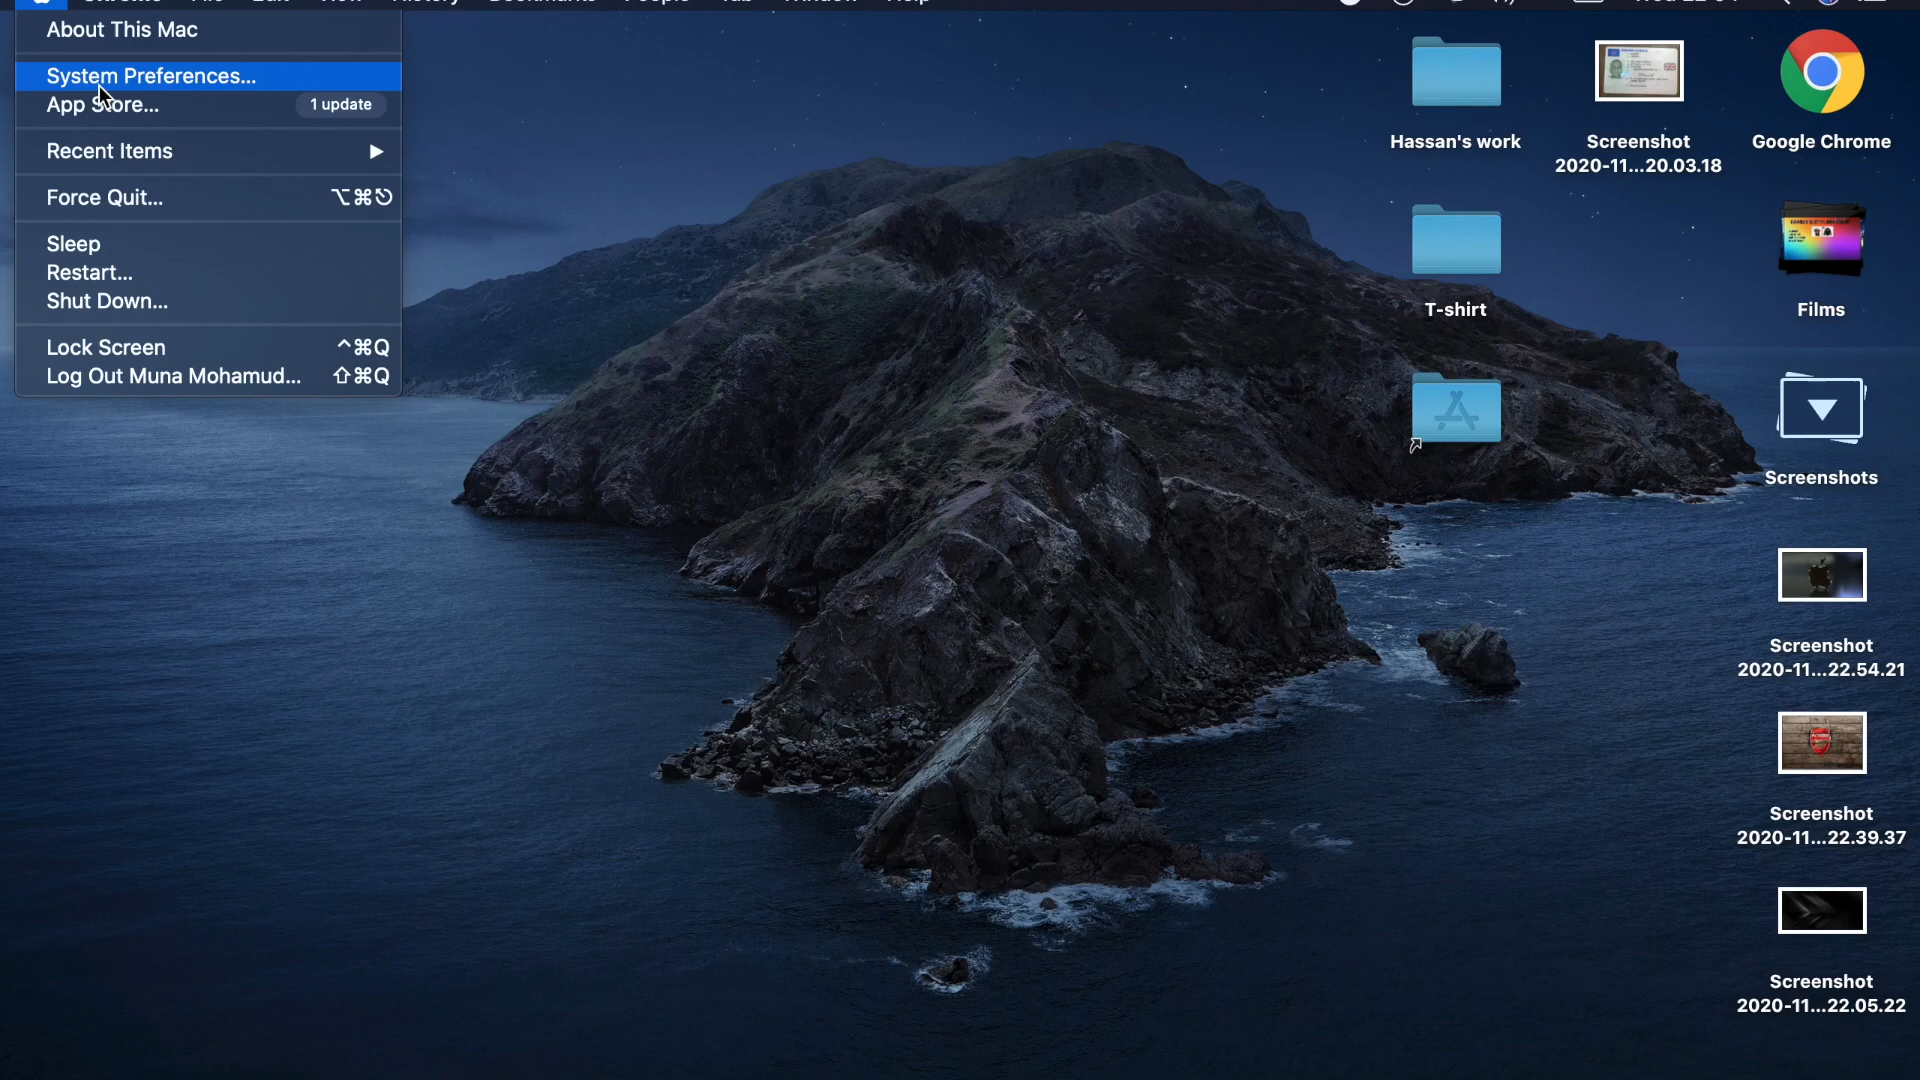 About This Mac
System Preferences...
App Store...
1 update
Recent Items
Force Quit...
⌥⌘⎋
Sleep
Restart...
Shut Down...
Lock Screen
^⌘Q
Log Out Muna Mohamud...
⇧⌘Q
Hassan's work
Screenshot
2020-11...20.03.18
Google Chrome
T-shirt
Films
Screenshots
Screenshot
2020-11...22.54.21
Screenshot
2020-11...22.39.37
Screenshot
2020-11...22.05.22